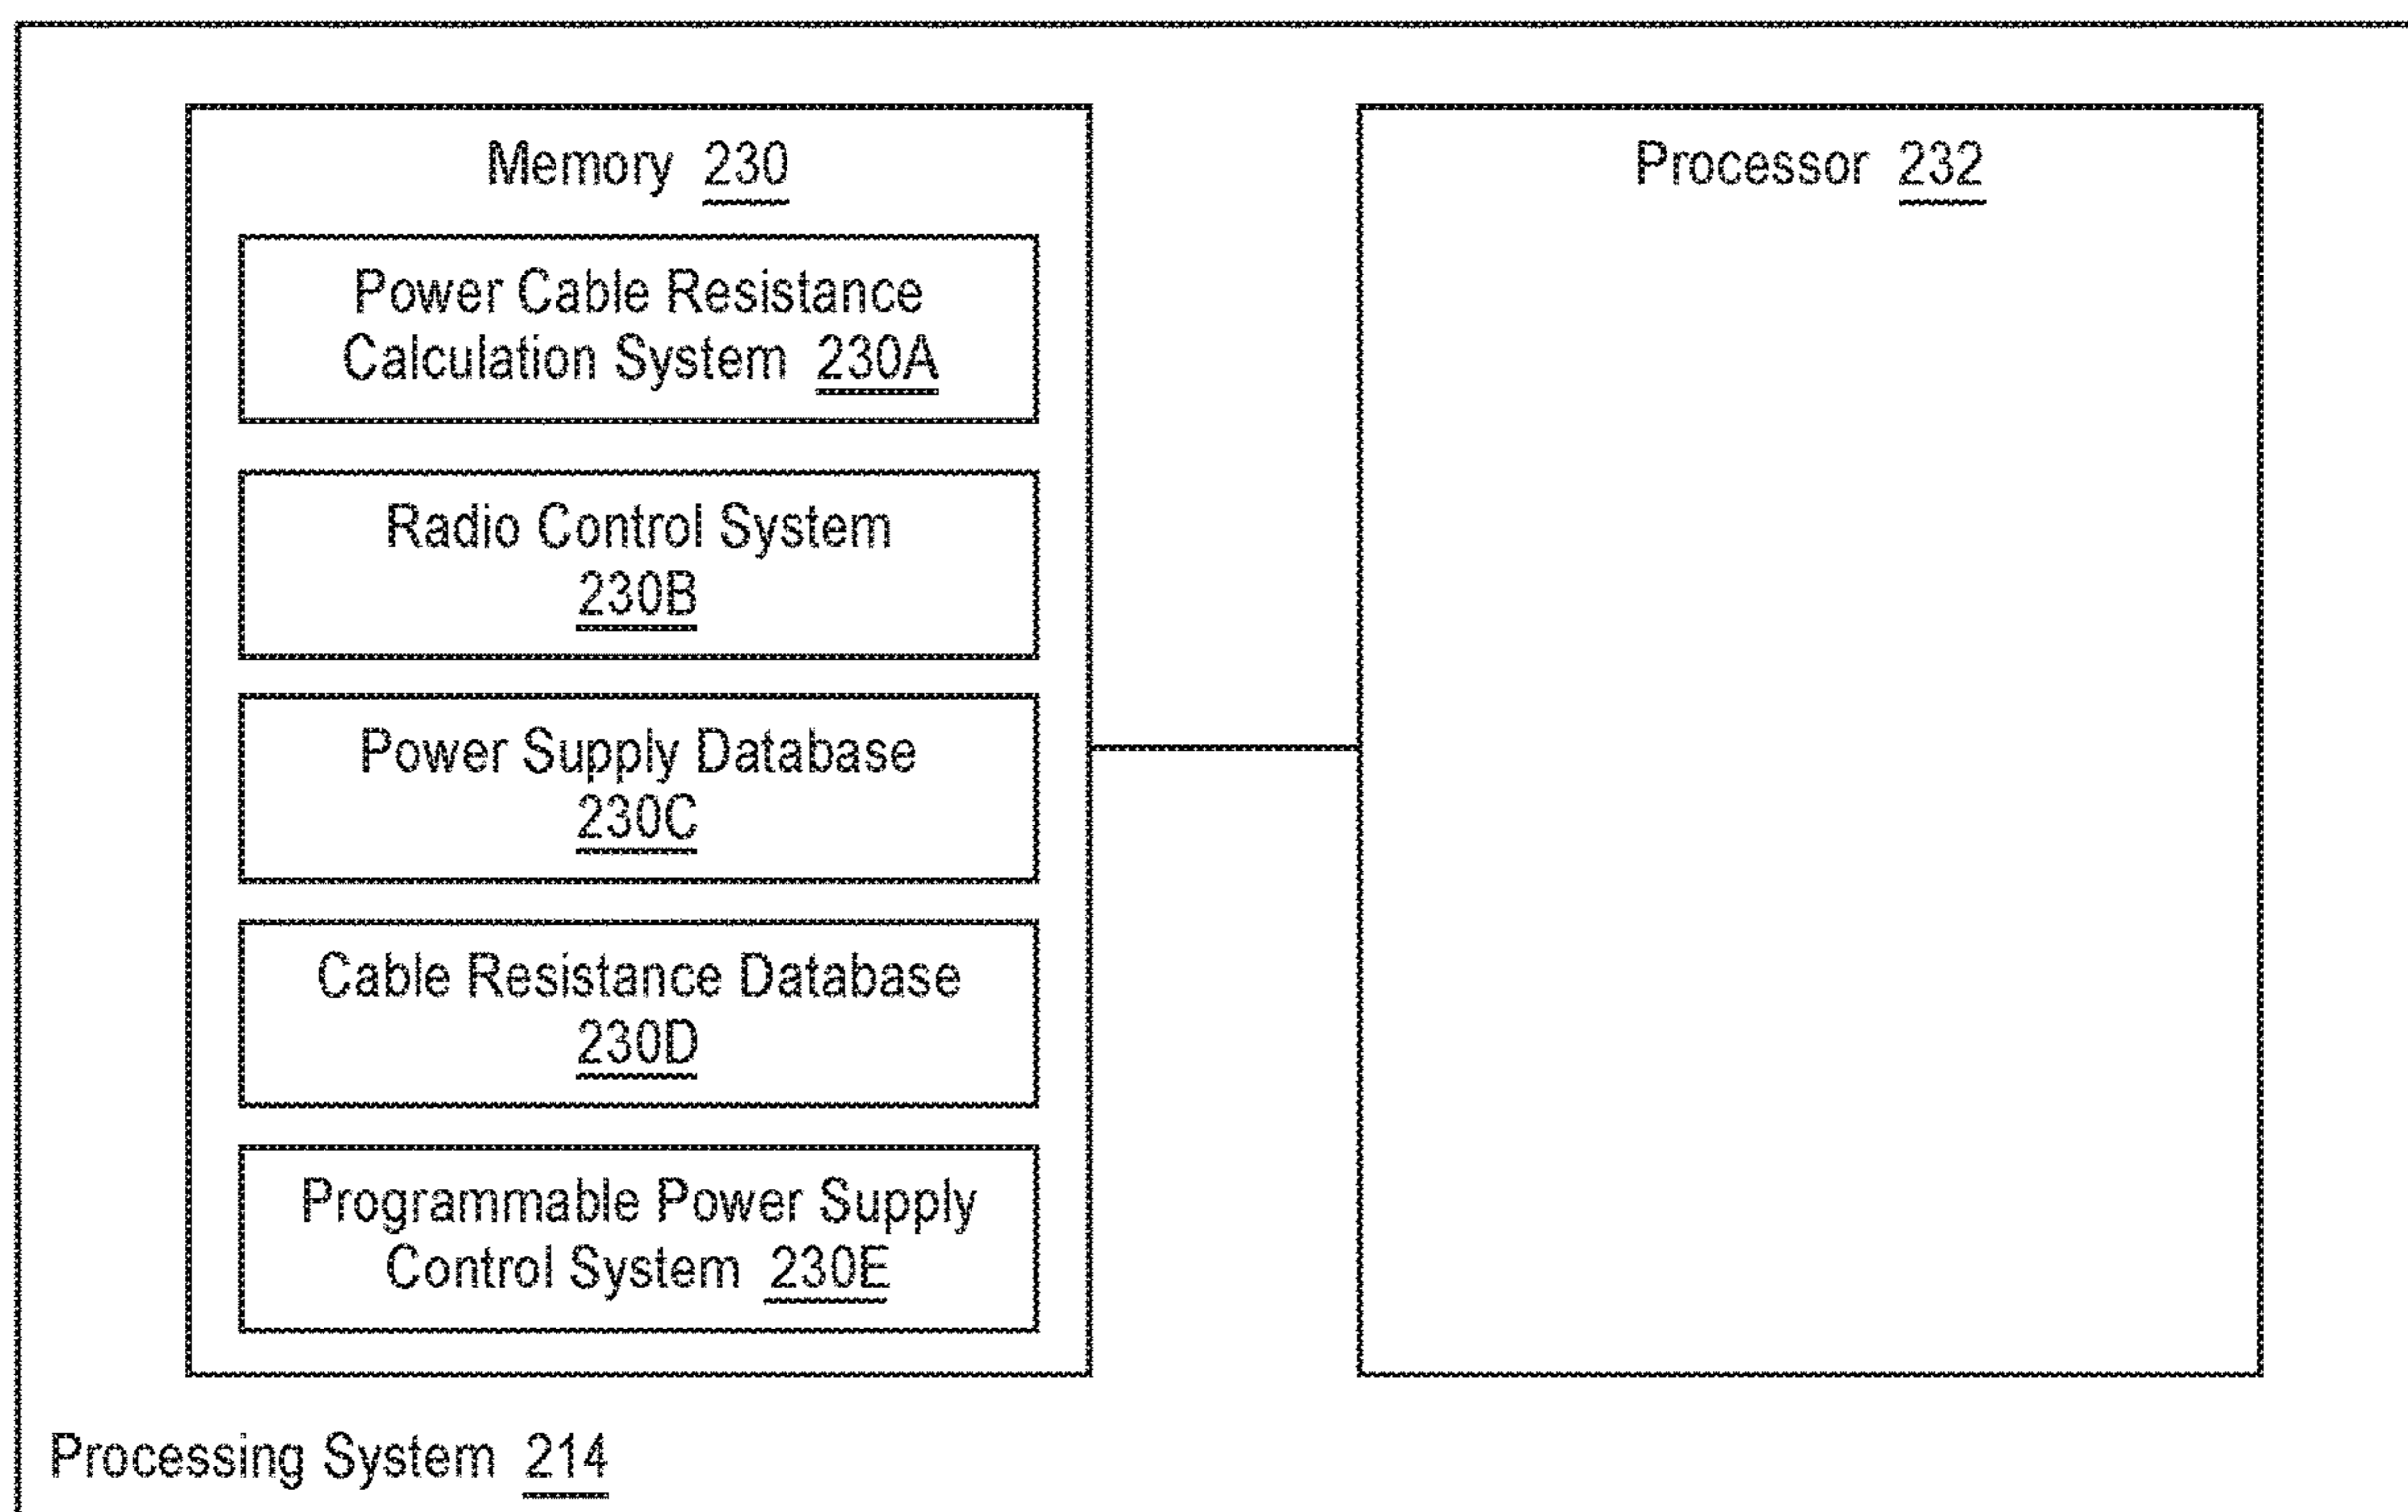 Memory 230
Power Cable Resistance
Calculation System 230A
Radio Control System
230B
Power Supply Database
230C
Cable Resistance Database
230D
Programmable Power Supply
Control System 230E
Processor 232
Processing System 214